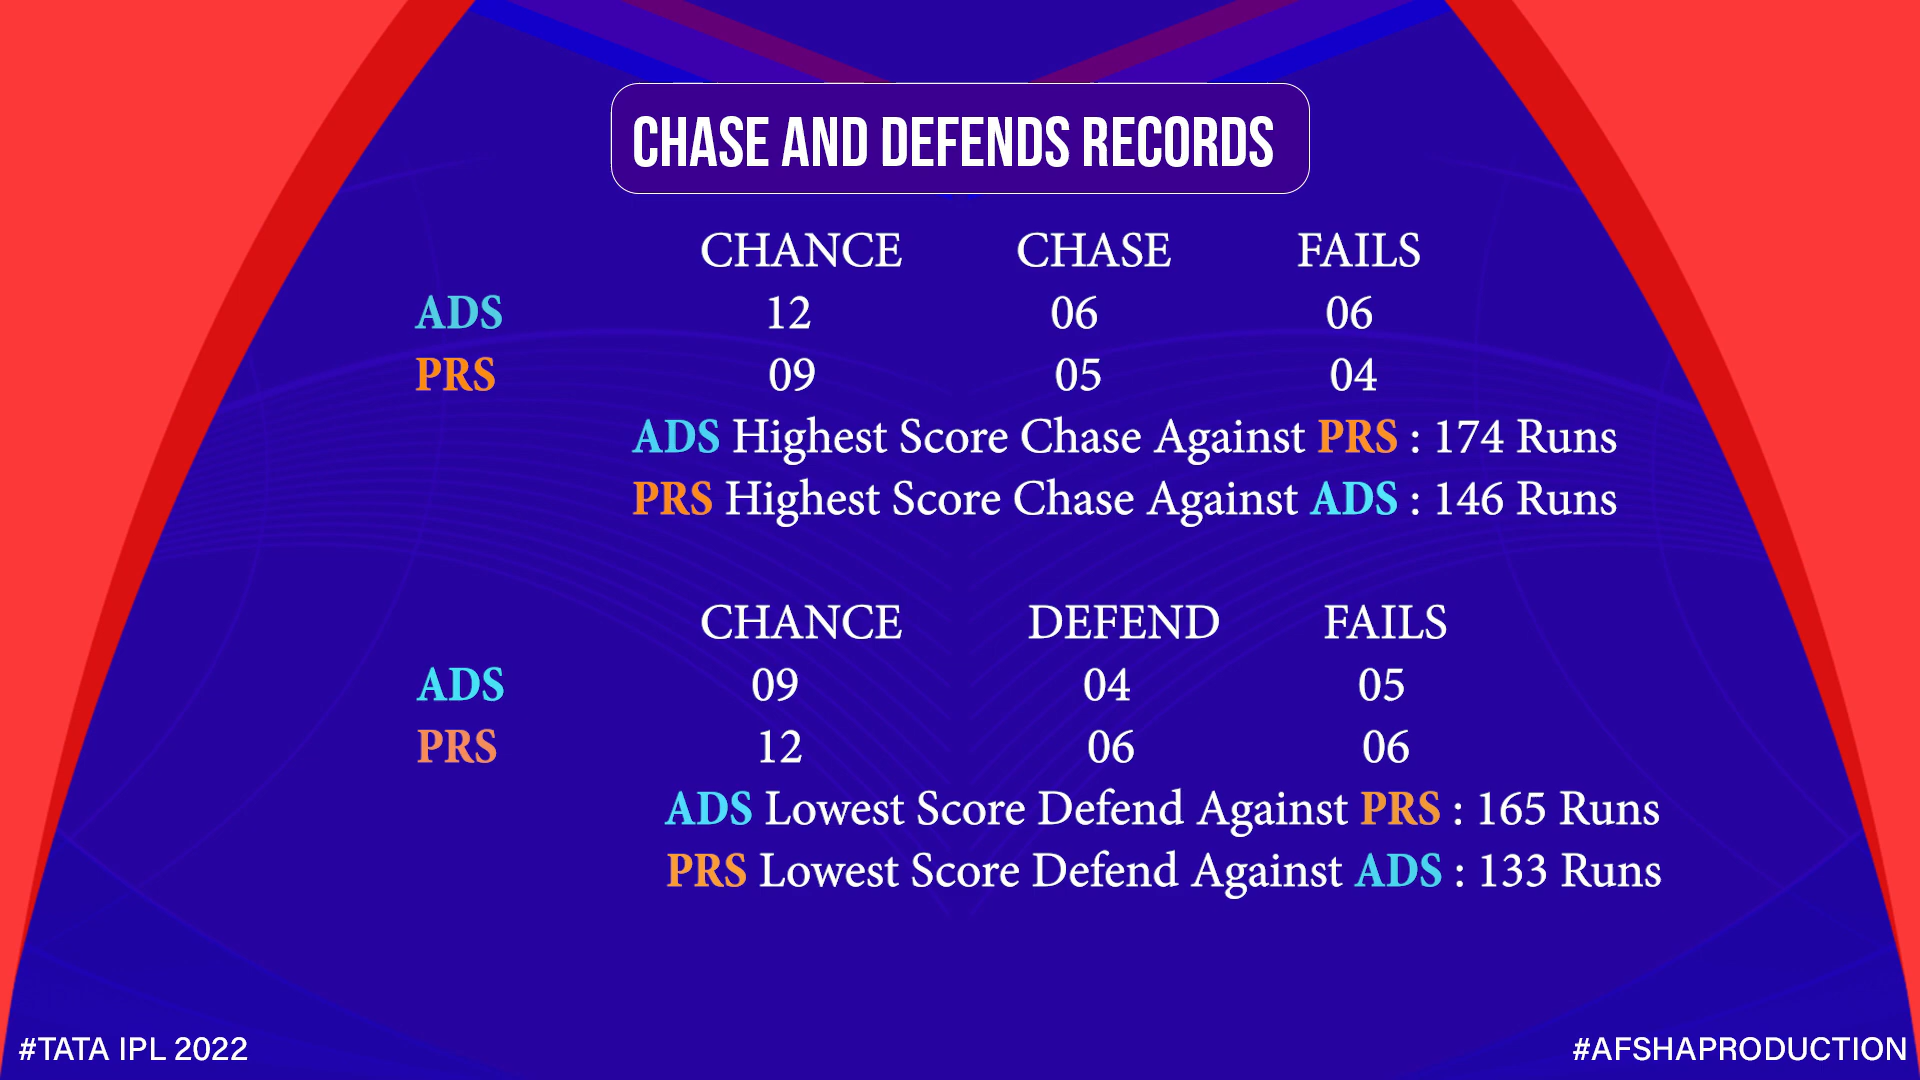 CHASE AND DEFENDS RECORDS
CHANCE CHASE FAILS
ADS 12 06 06
PRS 09 05 04
ADS Highest Score Chase Against PRS : 174 Runs
PRS Highest Score Chase Against ADS : 146 Runs
CHANCE DEFEND FAILS
ADS 09 04 05
PRS 12 06 06
ADS Lowest Score Defend Against PRS : 165 Runs
PRS Lowest Score Defend Against ADS : 133 Runs
#TATA IPL 2022
#AFSHAPRODUCTION